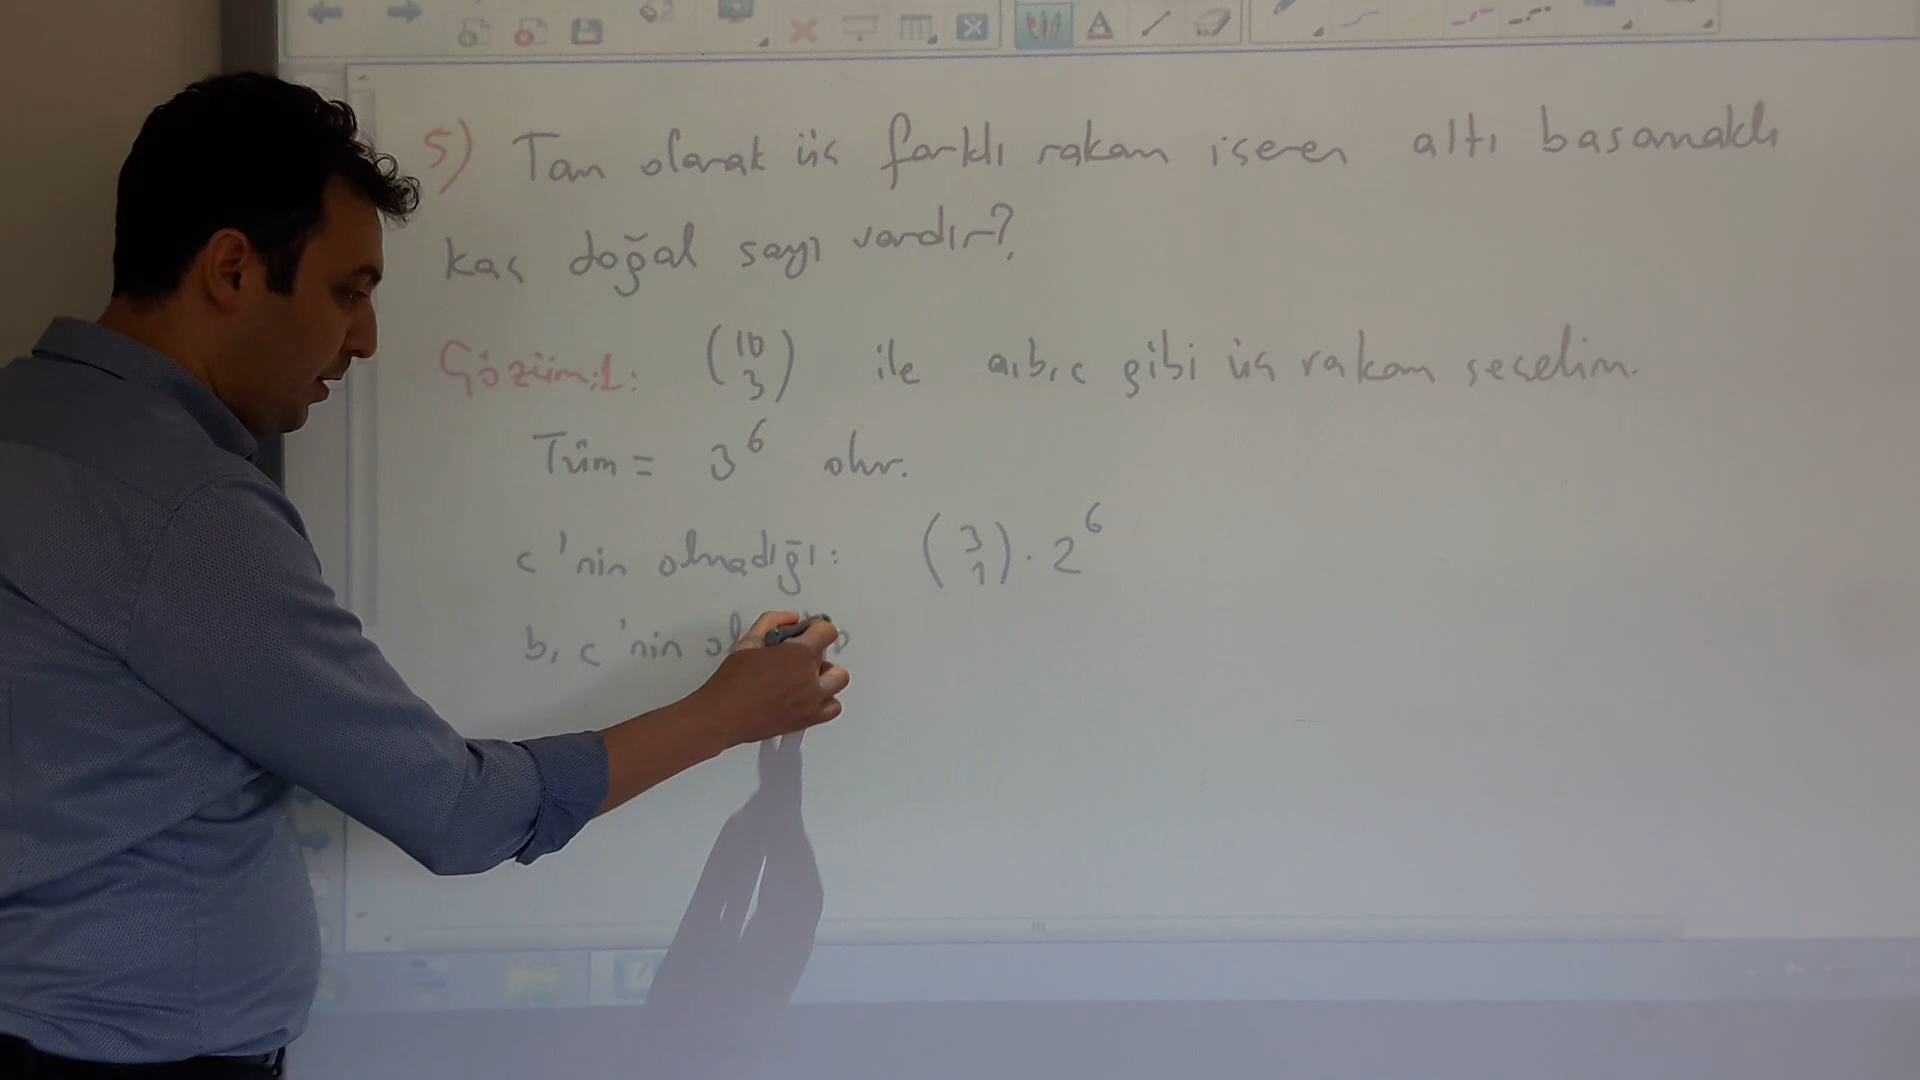 5) Tam olarak üç farklı rakam içeren altı basamaklı
kaç doğal sayı vardır?
Çözüm:1: (10 3) ile a,b,c gibi üç rakam seçelim.
Tüm = 3^6 olur.
c'nin olmadığı: (3 1) · 2^6
b, c'nin